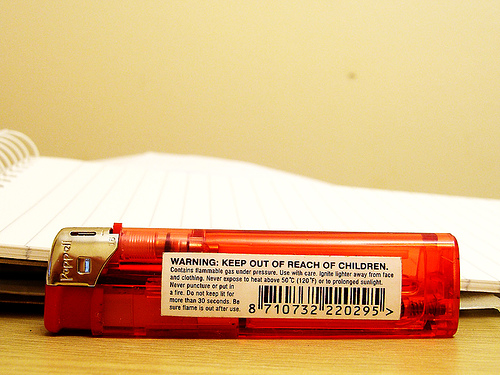 Poppell
WARNING: KEEP OUT OF REACH OF CHILDREN.
Contains flammable gas under pressure. Use with care. Ignite lighter away from face
and clothing. Never expose to heat above 50°C (120°F) or to prolonged sunlight.
Never puncture or put in
a fire. Do not keep lit for
more than 30 seconds. Be
sure flame is out after use.
8 710732 220295 >